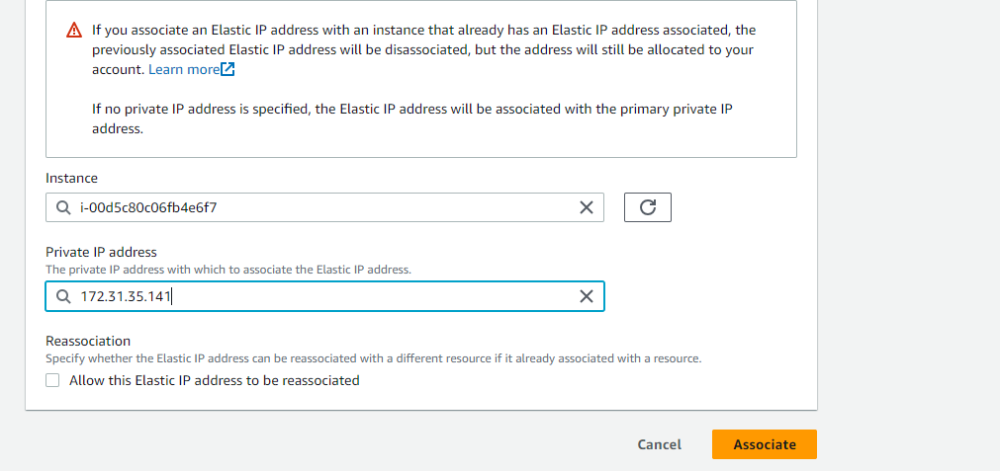 If you associate an Elastic IP address with an instance that already has an Elastic IP address associated, the
previously associated Elastic IP address will be disassociated, but the address will still be allocated to your
account. Learn more
If no private IP address is specified, the Elastic IP address will be associated with the primary private IP
address.
Instance
i-00d5c80c06fb4e6f7
Private IP address
The private IP address with which to associate the Elastic IP address.
172.31.35.141
Reassociation
Specify whether the Elastic IP address can be reassociated with a different resource if it already associated with a resource.
Allow this Elastic IP address to be reassociated
Cancel
Associate